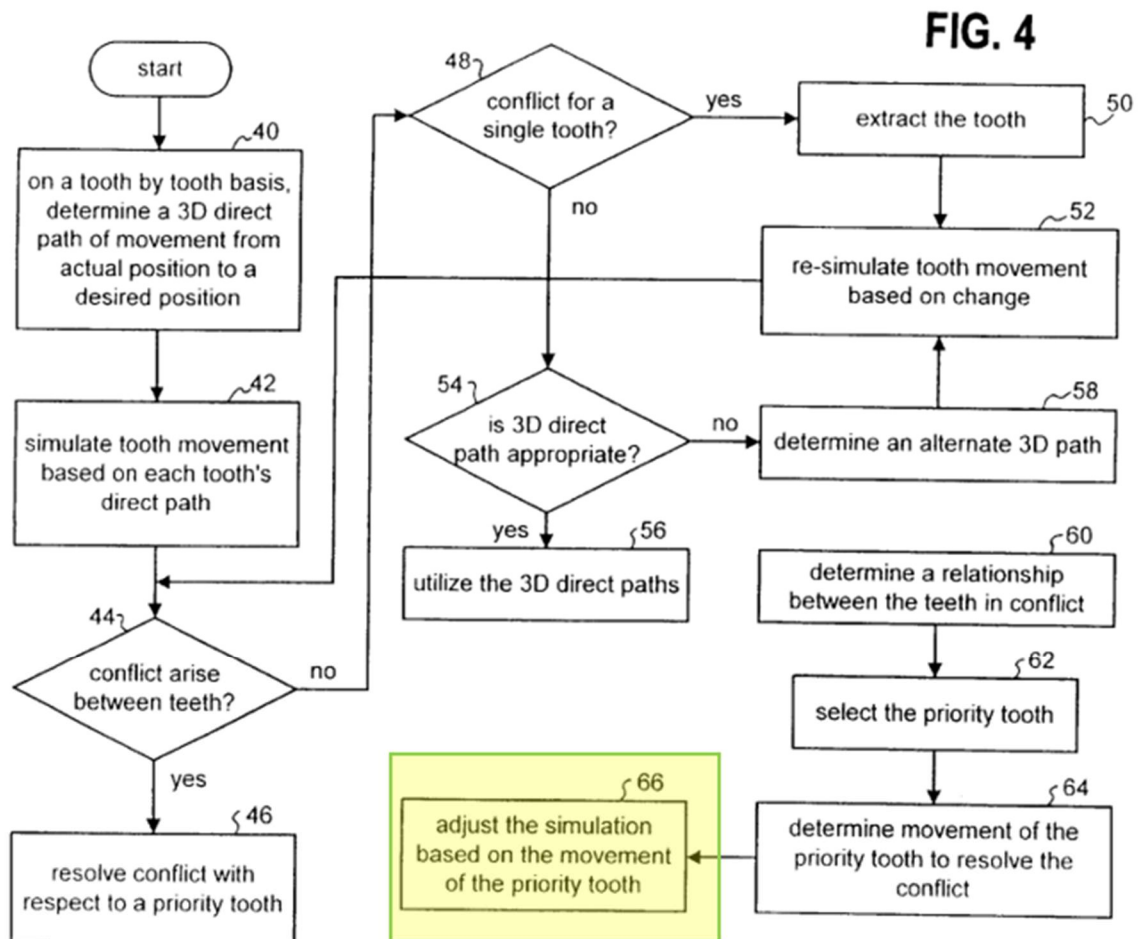 FIG. 4
start
40
on a tooth by tooth basis,
determine a 3D direct
path of movement from
actual position to a
desired position
42
simulate tooth movement
based on each tooth's
direct path
44
conflict arise
between teeth?
no
yes
46
resolve conflict with
respect to a priority tooth
48
conflict for a
single tooth?
yes
no
50
extract the tooth
52
re-simulate tooth movement
based on change
54
is 3D direct
path appropriate?
no
yes
56
utilize the 3D direct paths
58
determine an alternate 3D path
60
determine a relationship
between the teeth in conflict
62
select the priority tooth
64
determine movement of the
priority tooth to resolve the
conflict
66
adjust the simulation
based on the movement
of the priority tooth